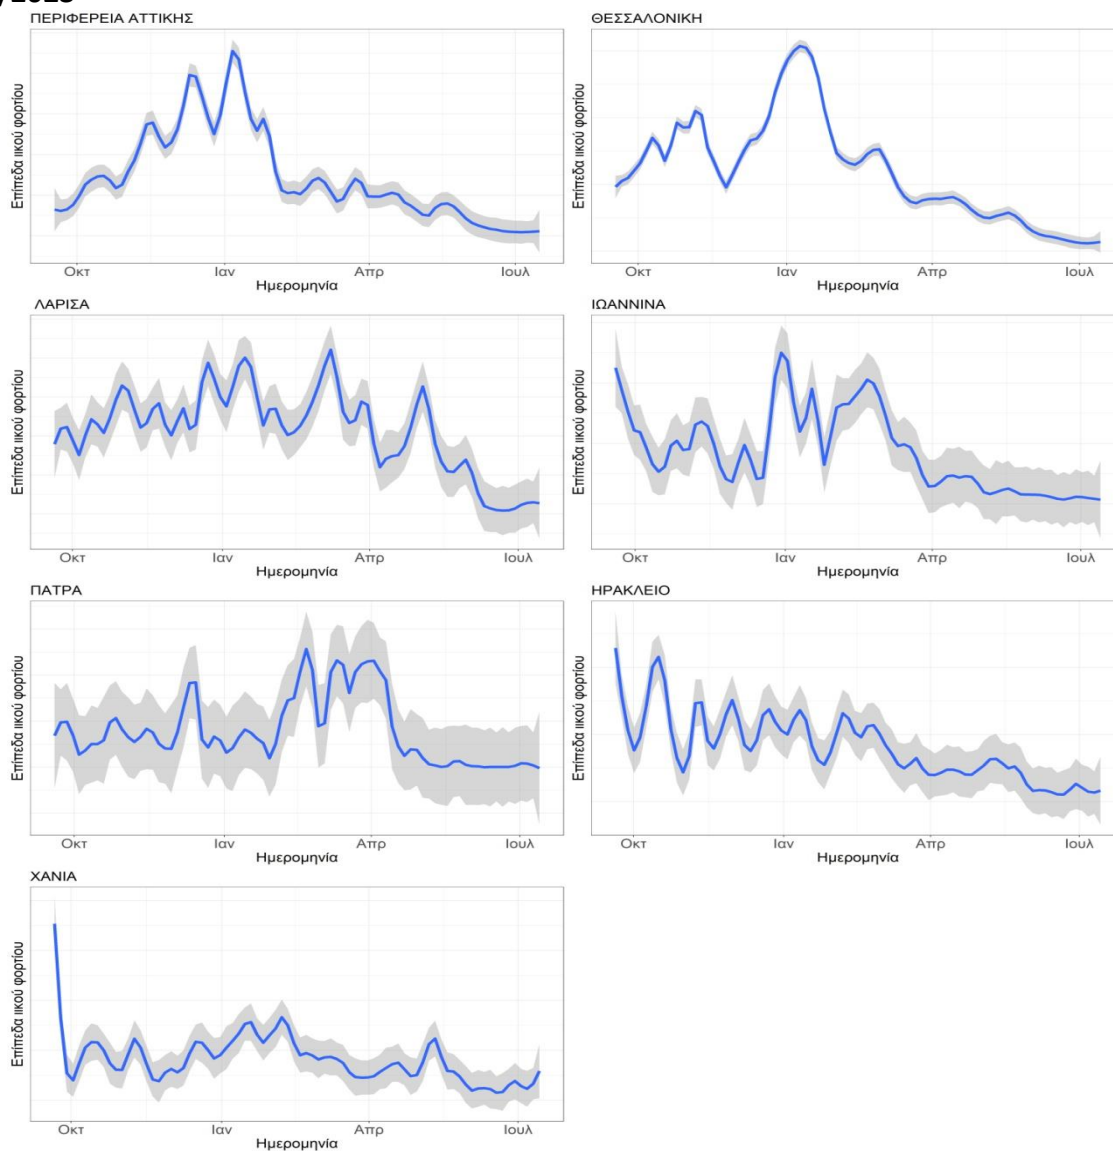 ΠΕΡΙΦΕΡΕΙΑ ΑΤΤΙΚΗΣ
Επίπεδα ιικού φορτίου
Οκτ Ιαν Απρ Ιουλ
Ημερομηνία
ΘΕΣΣΑΛΟΝΙΚΗ
Επίπεδα ιικού φορτίου
Οκτ Ιαν Απρ Ιουλ
Ημερομηνία
ΛΑΡΙΣΑ
Επίπεδα ιικού φορτίου
Οκτ Ιαν Απρ Ιουλ
Ημερομηνία
ΙΩΑΝΝΙΝΑ
Επίπεδα ιικού φορτίου
Οκτ Ιαν Απρ Ιουλ
Ημερομηνία
ΠΑΤΡΑ
Επίπεδα ιικού φορτίου
Οκτ Ιαν Απρ Ιουλ
Ημερομηνία
ΗΡΑΚΛΕΙΟ
Επίπεδα ιικού φορτίου
Οκτ Ιαν Απρ Ιουλ
Ημερομηνία
ΧΑΝΙΑ
Επίπεδα ιικού φορτίου
Οκτ Ιαν Απρ Ιουλ
Ημερομηνία